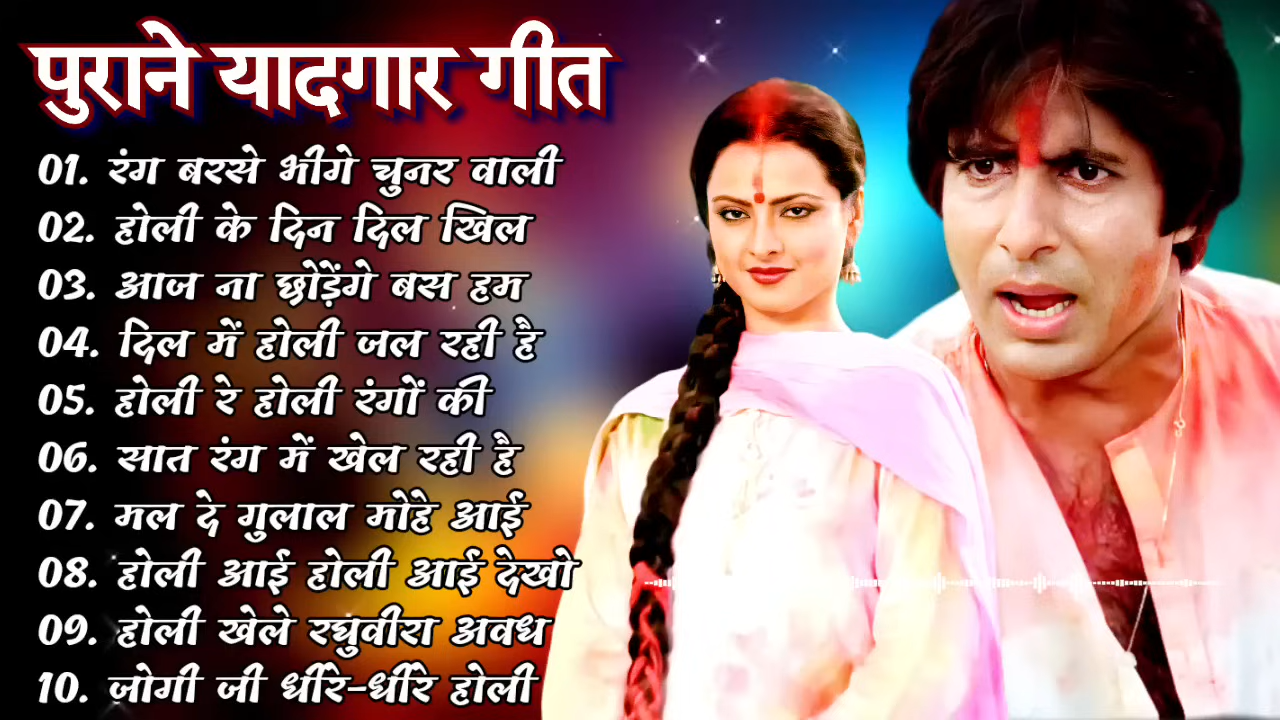 पुराने यादगार गीत
01. रंग बरसे भीगे चुनर वाली
02. होली के दिन दिल खिल
03. आज ना छोड़ेंगे बस हम
04. दिल में होली जल रही है
05. होली रे होली रंगों की
06. सात रंग में खेल रही है
07. मल दे गुलाल मोहे आई
08. होली आई होली आई देखो
09. होली खेले रघुवीरा अवध
10. जोगी जी धीरे-धीरे होली